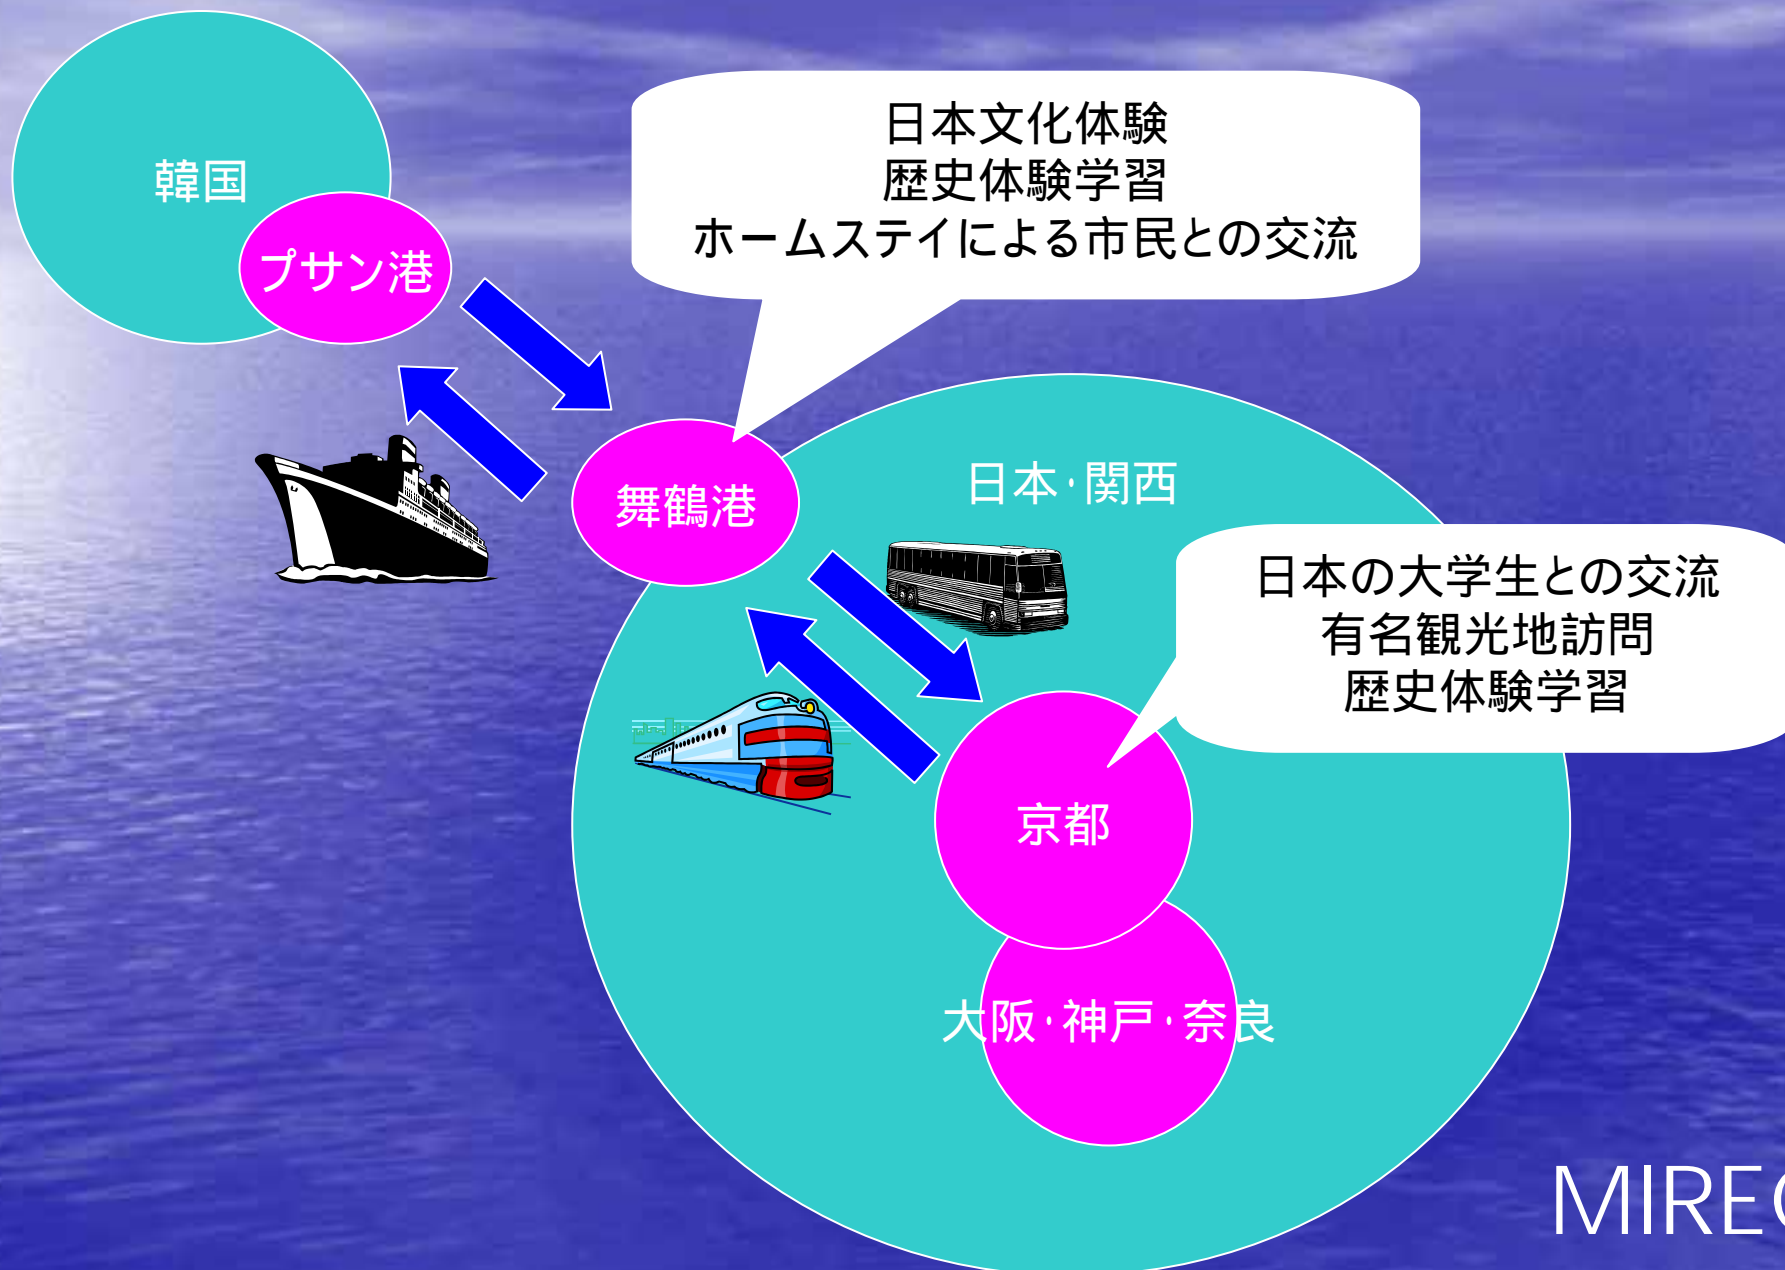 韓国
プサン港
日本文化体験
歴史体験学習
ホームステイによる市民との交流
舞鶴港
日本・関西
日本の大学生との交流
有名観光地訪問
歴史体験学習
京都
大阪・神戸・奈良
MIREC